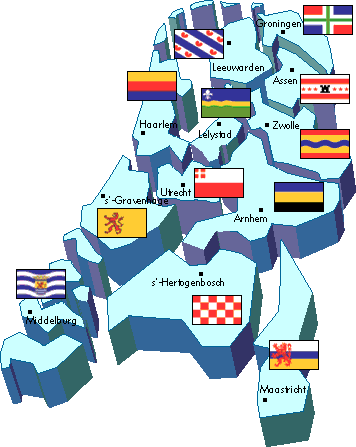 Groningen
Leeuwarden
Assen
Haarlem
Lelystad
Zwolle
Utrecht
s'-Gravenhage
Arnhem
s'-Hertogenbosch
Middelburg
Maastricht